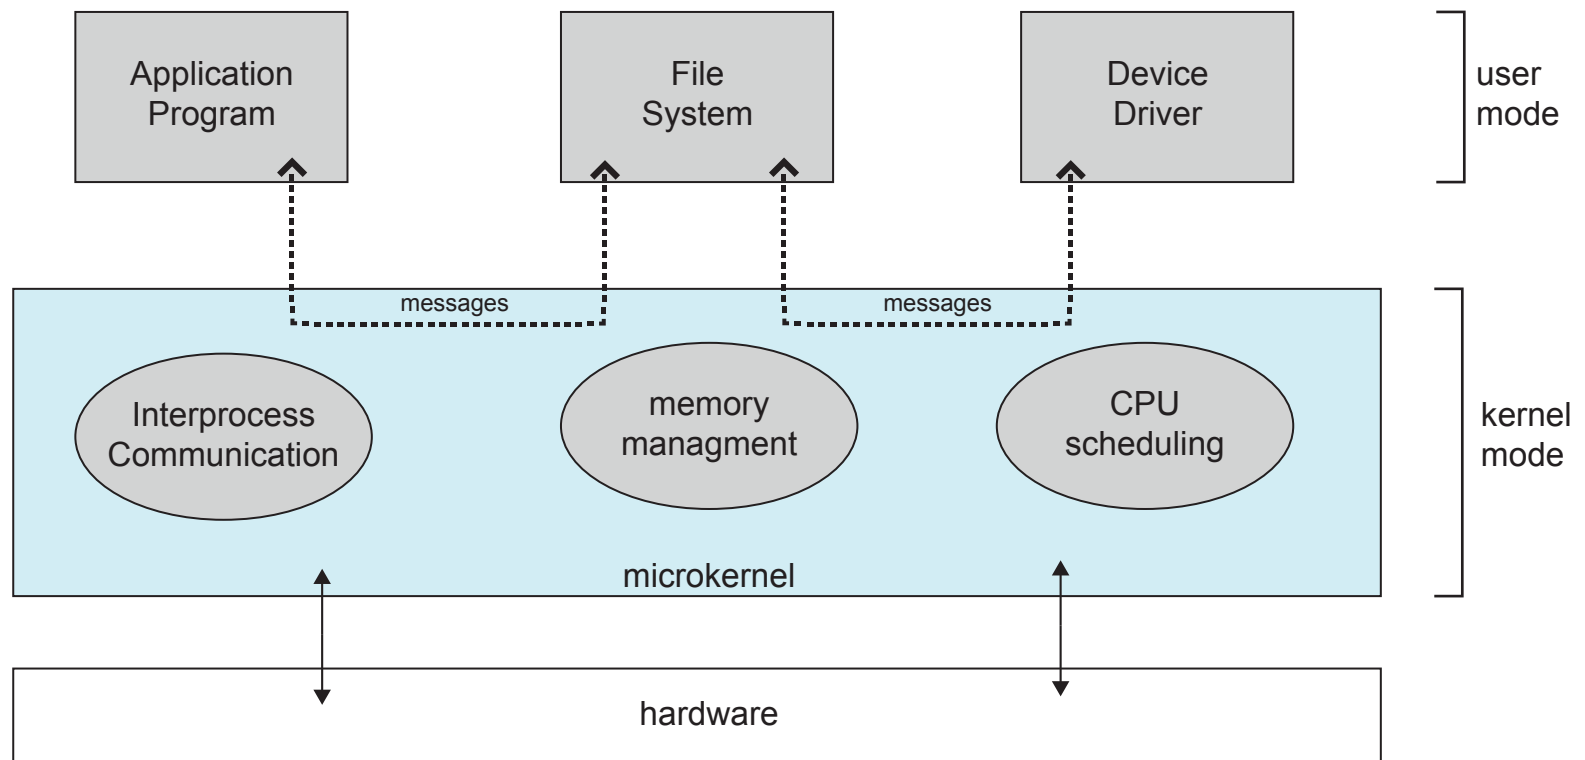 Application
Program
File
System
Device
Driver
user
mode
messages
messages
Interprocess
Communication
memory
managment
CPU
scheduling
kernel
mode
microkernel
hardware